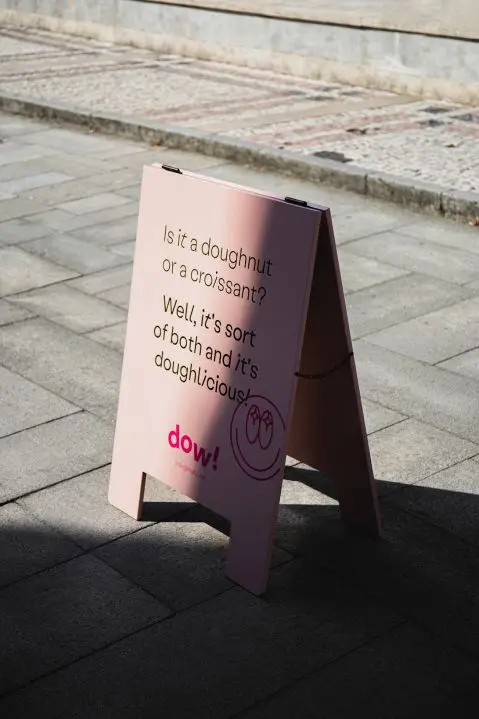 Is it a doughnut
or a croissant?
Well, it's sort
of both and it's
doughlicious!
dow!